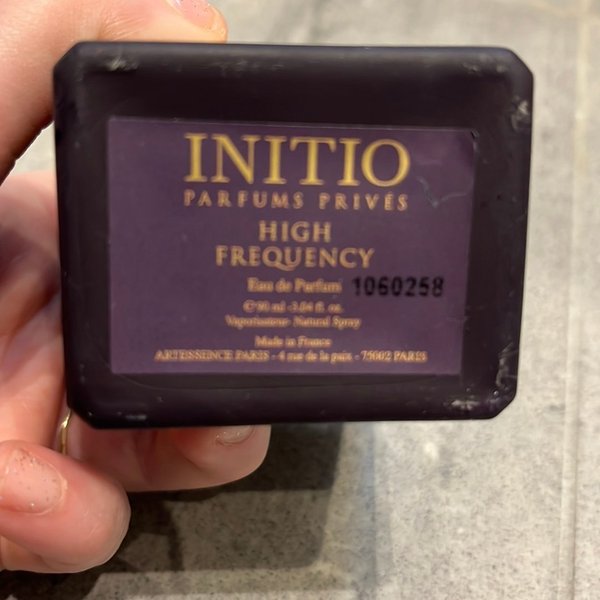 INITIO
PARFUMS PRIVÉS
HIGH
FREQUENCY
Eau de Parfum 1060258
℮ 90 ml - 3.04 fl. oz.
Vaporisateur- Natural Spray
Made in France
ARTESSENCE PARIS - 4 rue de la paix - 75002 PARIS